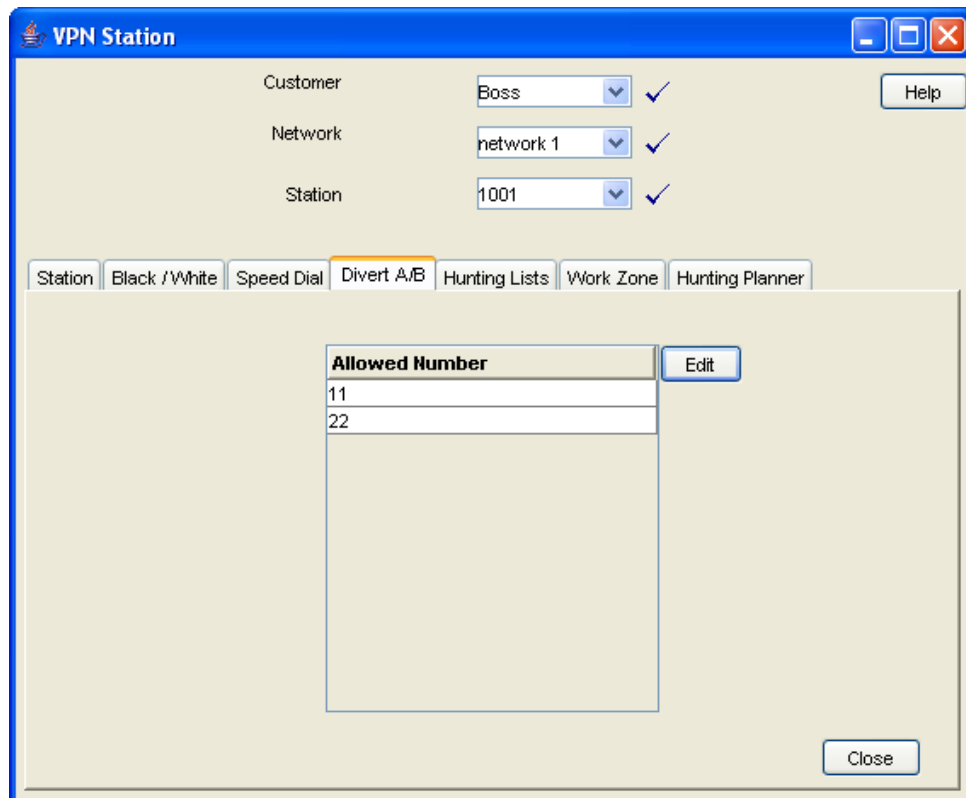 VPN Station
Customer
Boss
Help
Network
network 1
Station
1001
Station
Black / White
Speed Dial
Divert A/B
Hunting Lists
Work Zone
Hunting Planner
Allowed Number
Edit
11
22
Close